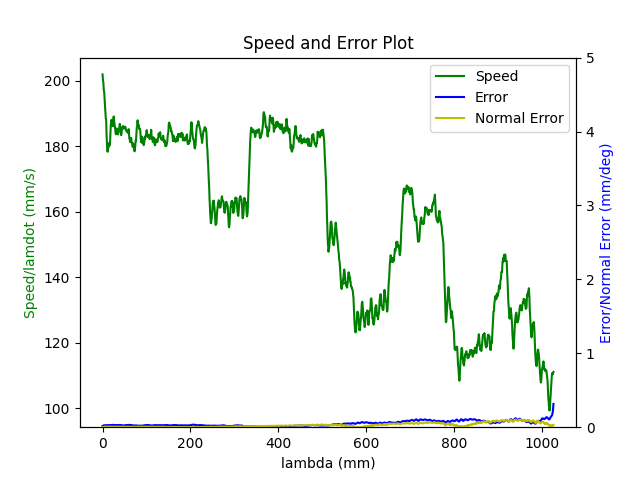 Speed and Error Plot
Speed/lamdot (mm/s)
200
180
160
140
120
100
Speed
Error
Normal Error
5
4
3
2
1
0
Error/Normal Error (mm/deg)
0 200 400 600 800 1000
lambda (mm)